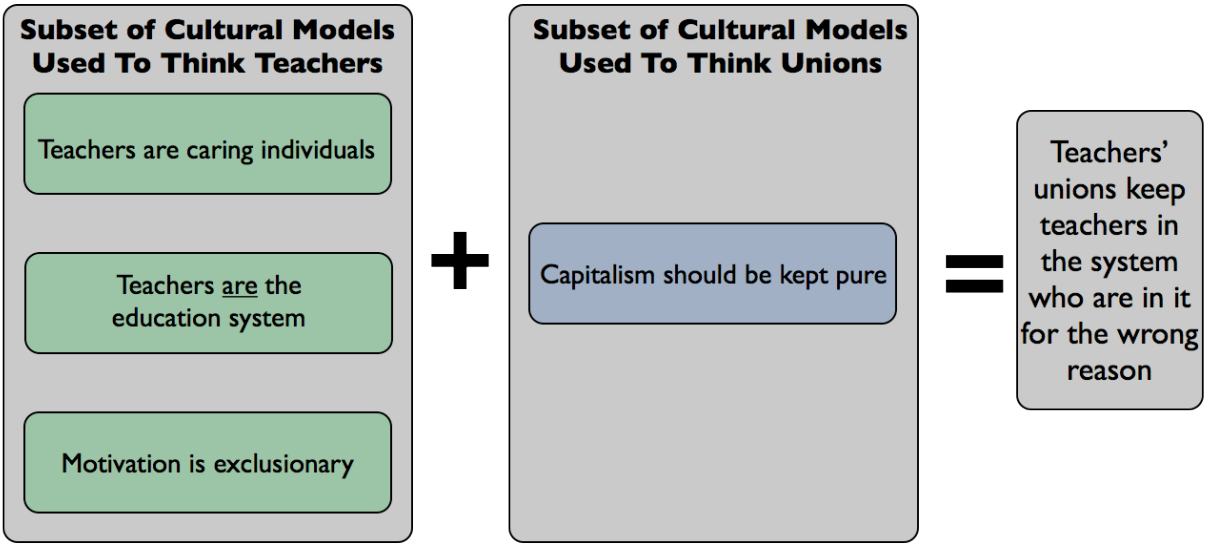 Subset of Cultural Models
Used To Think Teachers
Teachers are caring individuals
Teachers are the
education system
Motivation is exclusionary
+
Subset of Cultural Models
Used To Think Unions
Capitalism should be kept pure
=
Teachers’
unions keep
teachers in
the system
who are in it
for the wrong
reason